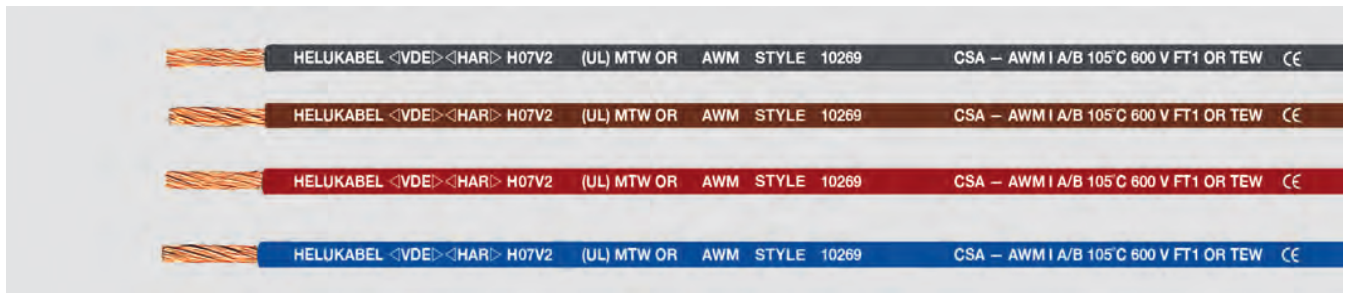 HELUKABEL ◁VDE▷ ◁HAR▷ H07V2 (UL) MTW OR AWM STYLE 10269 CSA – AWM I A/B 105°C 600 V FT1 OR TEW CE
HELUKABEL ◁VDE▷ ◁HAR▷ H07V2 (UL) MTW OR AWM STYLE 10269 CSA – AWM I A/B 105°C 600 V FT1 OR TEW CE
HELUKABEL ◁VDE▷ ◁HAR▷ H07V2 (UL) MTW OR AWM STYLE 10269 CSA – AWM I A/B 105°C 600 V FT1 OR TEW CE
HELUKABEL ◁VDE▷ ◁HAR▷ H07V2 (UL) MTW OR AWM STYLE 10269 CSA – AWM I A/B 105°C 600 V FT1 OR TEW CE